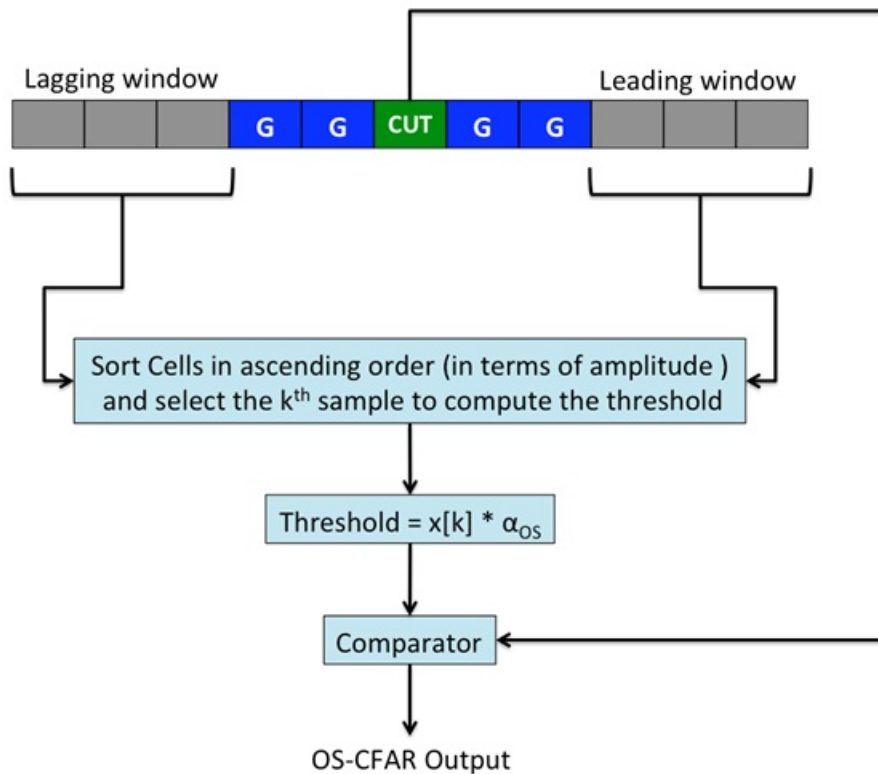 Lagging window
Leading window
G G CUT G G
Sort Cells in ascending order (in terms of amplitude )
and select the kth sample to compute the threshold
Threshold = x[k] * αOS
Comparator
OS-CFAR Output